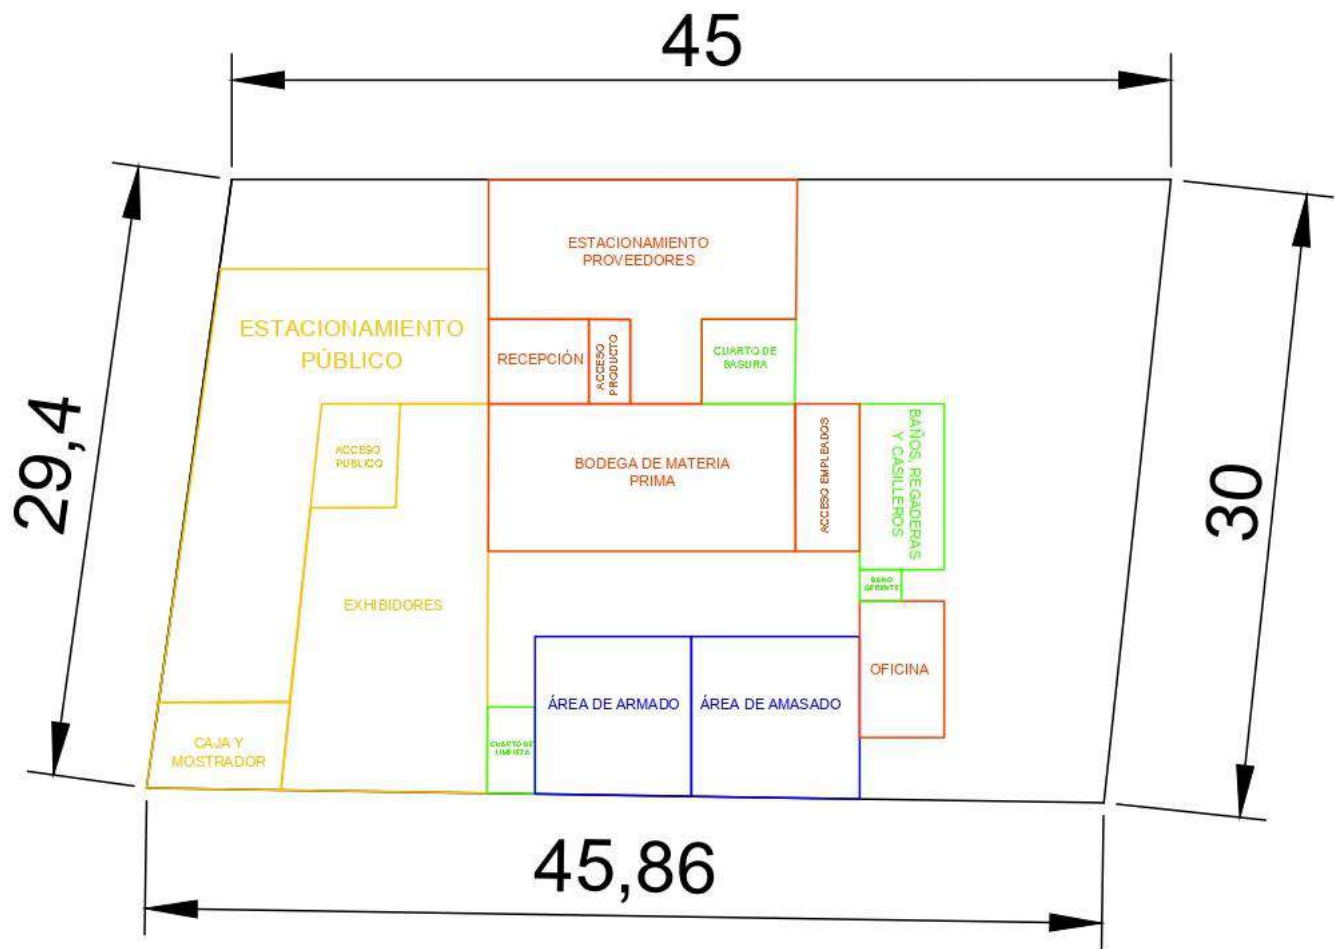 45
ESTACIONAMIENTO
PROVEEDORES
ESTACIONAMIENTO
PÚBLICO
RECEPCIÓN
ACCESO
PRODUCTO
CUARTO DE
BASURA
29,4
ACCESO
PUBLICO
BODEGA DE MATERIA
PRIMA
ACCESO EMPLEADOS
BAÑOS, REGADERAS
Y CASILLEROS
30
BAÑO
GERENTE
EXHIBIDORES
OFICINA
ÁREA DE ARMADO
ÁREA DE AMASADO
CAJA Y
MOSTRADOR
CUARTO DE
LIMPIEZA
45,86